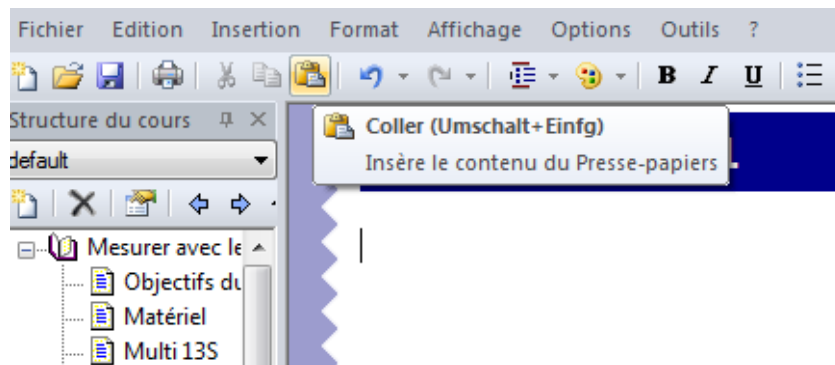 Fichier Edition Insertion Format Affichage Options Outils ?
B I U
Structure du cours
Coller (Umschalt+Einfg)
default
Insère le contenu du Presse-papiers
Mesurer avec le
Objectifs du
Matériel
Multi 13S